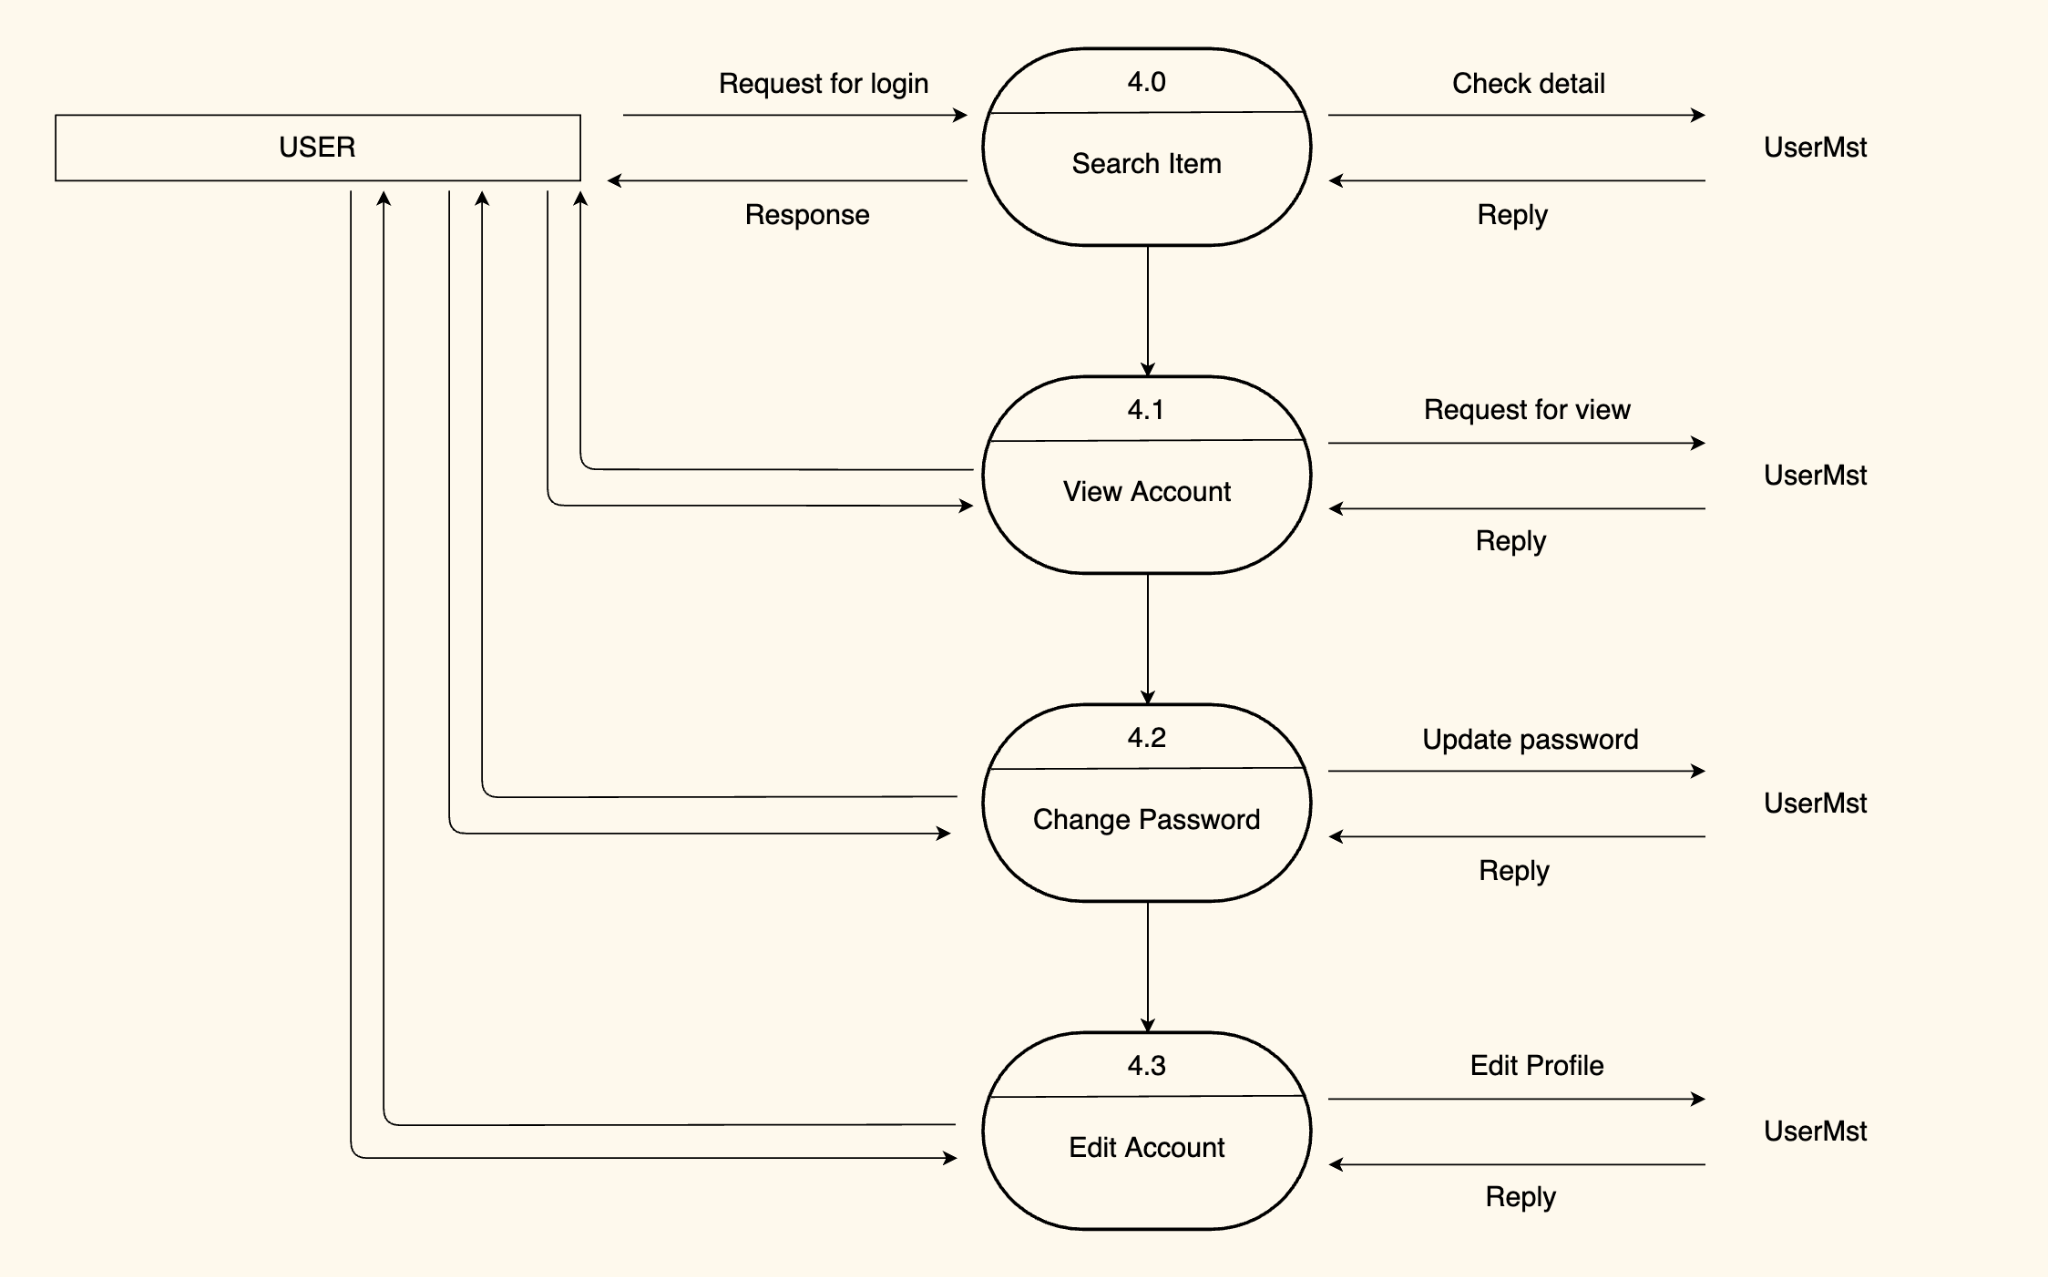 Request for login
4.0
Check detail
USER
Search Item
UserMst
Response
Reply
4.1
Request for view
View Account
UserMst
Reply
4.2
Update password
Change Password
UserMst
Reply
4.3
Edit Profile
Edit Account
UserMst
Reply